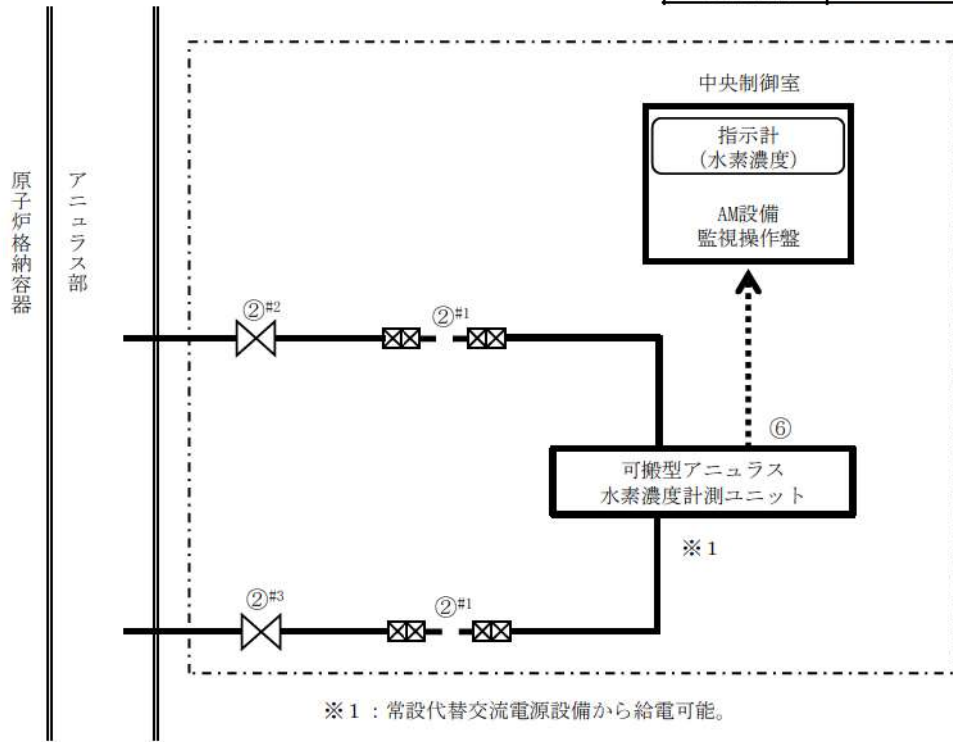 中央制御室
指示計
(水素濃度)
AM設備
監視操作盤
原子炉格納容器
アニュラス部
②#2
②#1
⑥
可搬型アニュラス
水素濃度計測ユニット
※1
②#3
②#1
※1：常設代替交流電源設備から給電可能。